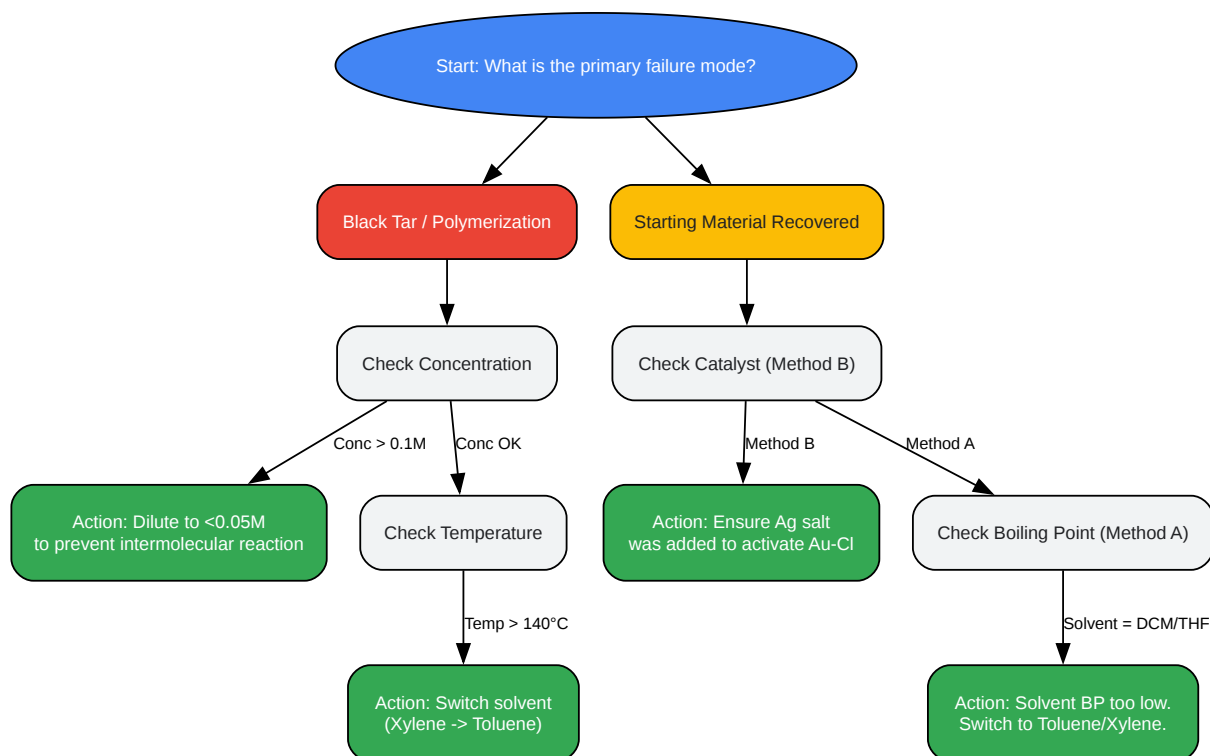 Start: What is the primary failure mode?
Black Tar / Polymerization
Starting Material Recovered
Check Concentration
Check Catalyst (Method B)
Conc > 0.1M
Conc OK
Method B
Method A
Action: Dilute to <0.05M
to prevent intermolecular reaction
Check Temperature
Action: Ensure Ag salt
was added to activate Au-Cl
Check Boiling Point (Method A)
Temp > 140°C
Solvent = DCM/THF
Action: Switch solvent
(Xylene -> Toluene)
Action: Solvent BP too low.
Switch to Toluene/Xylene.